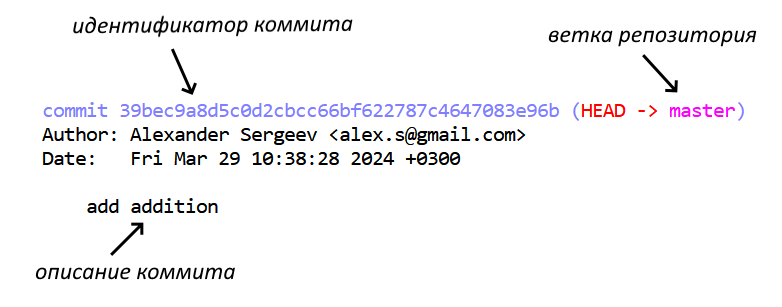 идентификатор коммита
ветка репозитория
commit 39bec9a8d5c0d2cbcc66bf622787c4647083e96b (HEAD -> master)
Author: Alexander Sergeev <alex.s@gmail.com>
Date:   Fri Mar 29 10:38:28 2024 +0300
add addition
описание коммита